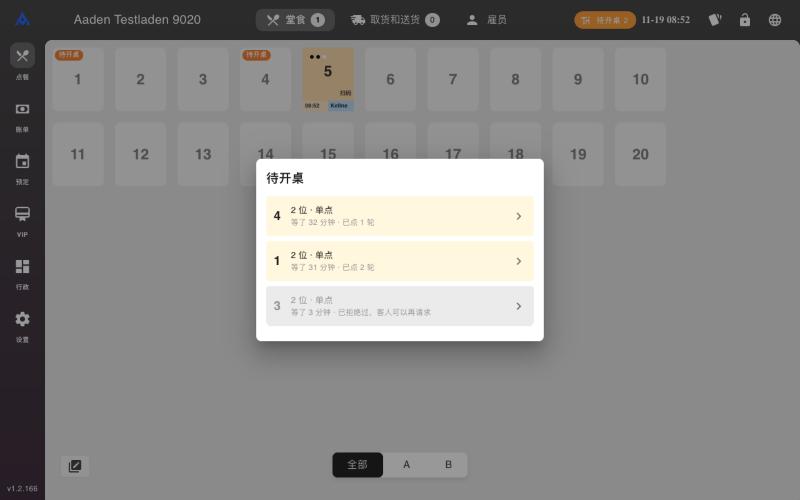 Aaden Testladen 9020
堂食 1
取货和送货 0
雇员
待开桌 2
11-19 08:52
点餐
账单
预定
VIP
行政
设置
v1.2.166
待开桌
1
2
3
待开桌
4
5
扫码
08:52
Kellner
6
7
8
9
10
11
12
13
14
15
16
17
18
19
20
待开桌
4
2 位 · 单点
等了 32 分钟 · 已点 1 轮
1
2 位 · 单点
等了 31 分钟 · 已点 2 轮
3
2 位 · 单点
等了 3 分钟 · 已拒绝过，客人可以再请求
全部
A
B